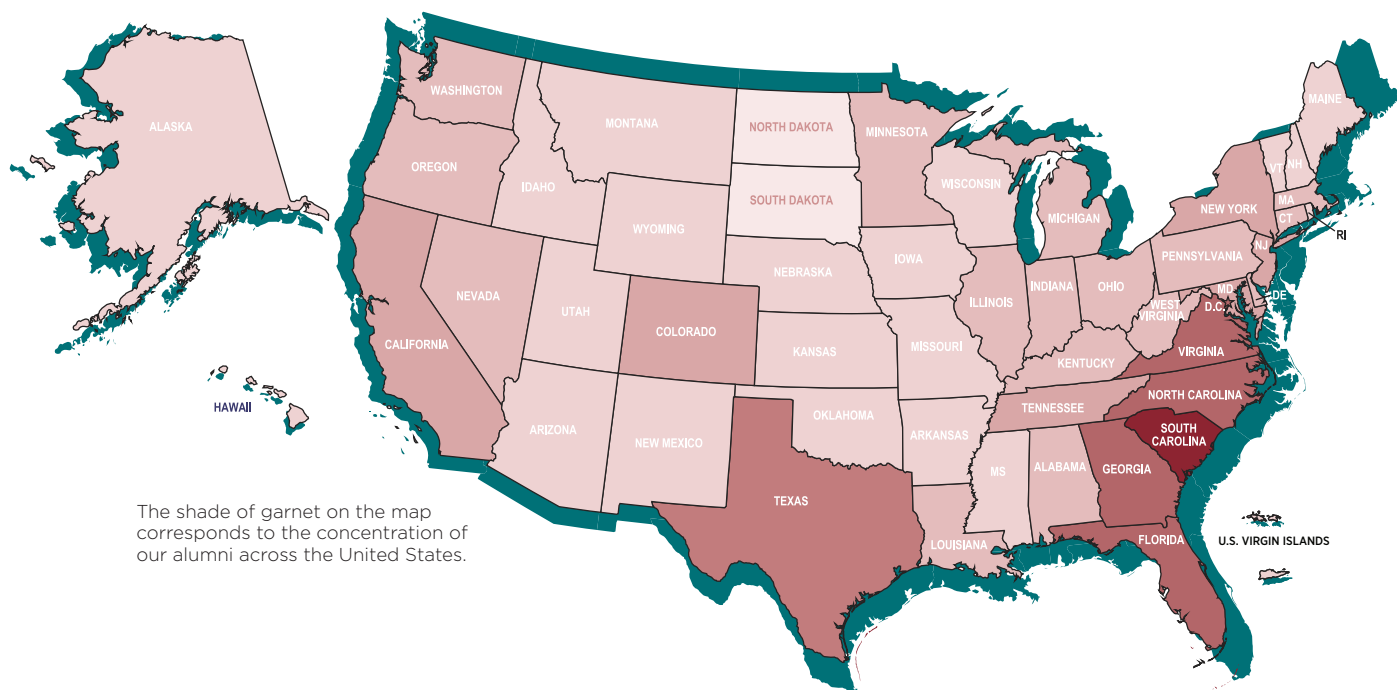 WASHINGTON
MONTANA
NORTH DAKOTA
MINNESOTA
MAINE
ALASKA
OREGON
IDAHO
SOUTH DAKOTA
WISCONSIN
MICHIGAN
VT
NH
NEW YORK
MA
CT
RI
WYOMING
NEBRASKA
IOWA
PENNSYLVANIA
NJ
NEVADA
UTAH
COLORADO
ILLINOIS
INDIANA
OHIO
MD
DE
D.C.
WEST
VIRGINIA
CALIFORNIA
KANSAS
MISSOURI
KENTUCKY
VIRGINIA
HAWAII
ARIZONA
NEW MEXICO
OKLAHOMA
ARKANSAS
TENNESSEE
NORTH CAROLINA
SOUTH
CAROLINA
MS
ALABAMA
GEORGIA
TEXAS
LOUISIANA
FLORIDA
U.S. VIRGIN ISLANDS
The shade of garnet on the map
corresponds to the concentration of
our alumni across the United States.